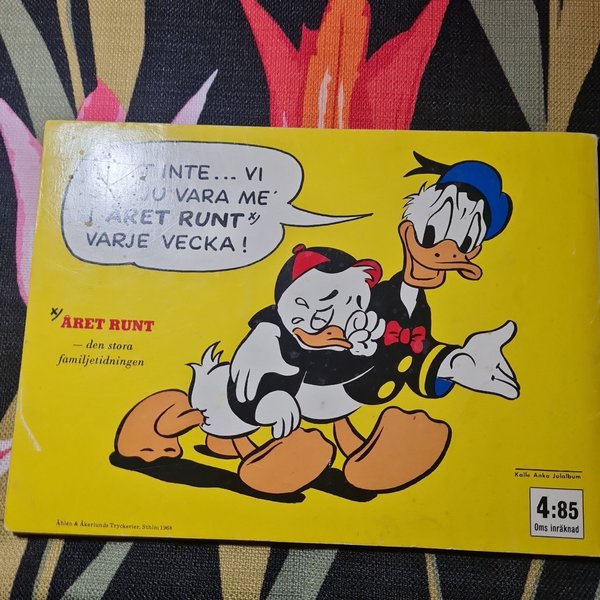 INTE... VI
JU VARA ME'
I ÅRET RUNT x)
VARJE VECKA!
x) ÅRET RUNT
— den stora
familjetidningen
Kalle Anka Julalbum
4:85
Oms inräknad
Åhlén & Åkerlunds Tryckerier, Sthlm 1968